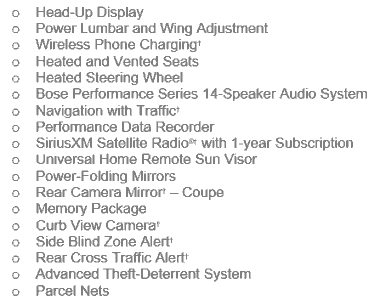 o Head-Up Display
o Power Lumbar and Wing Adjustment
o Wireless Phone Charging†
o Heated and Vented Seats
o Heated Steering Wheel
o Bose Performance Series 14-Speaker Audio System
o Navigation with Traffic†
o Performance Data Recorder
o SiriusXM Satellite Radio®† with 1-year Subscription
o Universal Home Remote Sun Visor
o Power-Folding Mirrors
o Rear Camera Mirror† – Coupe
o Memory Package
o Curb View Camera†
o Side Blind Zone Alert†
o Rear Cross Traffic Alert†
o Advanced Theft-Deterrent System
o Parcel Nets